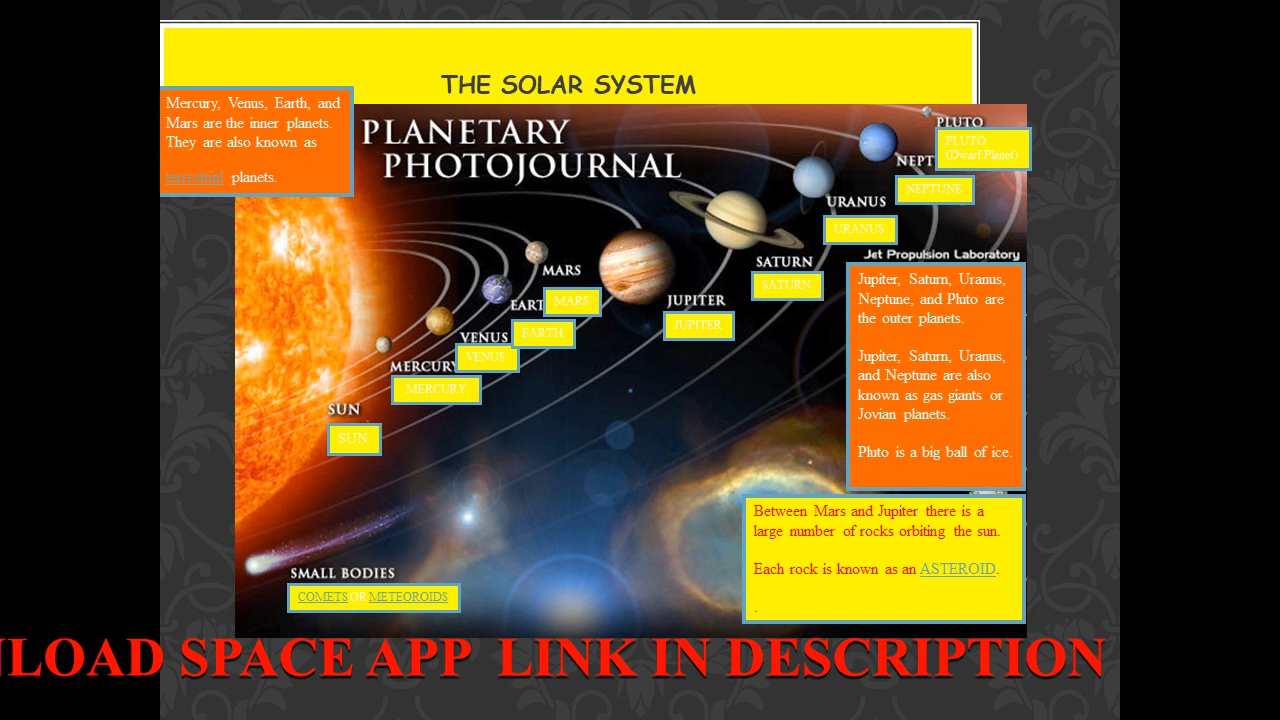 THE SOLAR SYSTEM
Mercury, Venus, Earth, and
Mars are the inner planets.
They are also known as
terrestrial planets.
PLANETARY
PHOTOJOURNAL
PLUTO
PLUTO
(Dwarf Planet)
NEPT
NEPTUNE
URANUS
URANUS
Jet Propulsion Laboratory
SATURN
SATURN
MARS
MARS
JUPITER
JUPITER
EART
EARTH
VENUS
VENUS
MERCURY
MERCURY
SUN
SUN
Jupiter, Saturn, Uranus,
Neptune, and Pluto are
the outer planets.
Jupiter, Saturn, Uranus,
and Neptune are also
known as gas giants or
Jovian planets.
Pluto is a big ball of ice.
Between Mars and Jupiter there is a
large number of rocks orbiting the sun.
Each rock is known as an ASTEROID.
.
SMALL BODIES
COMETS OR METEOROIDS
NLOAD SPACE APP LINK IN DESCRIPTION